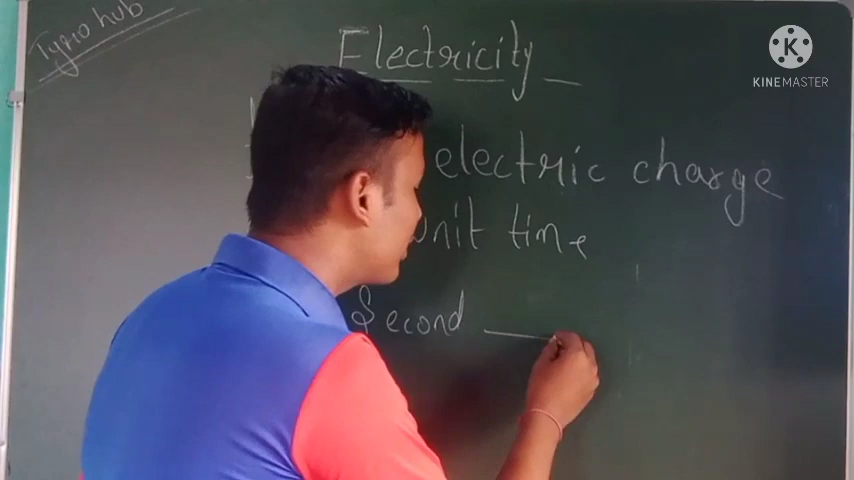 Tyro hub
Electricity
electric charge
unit time
Second
KINEMASTER